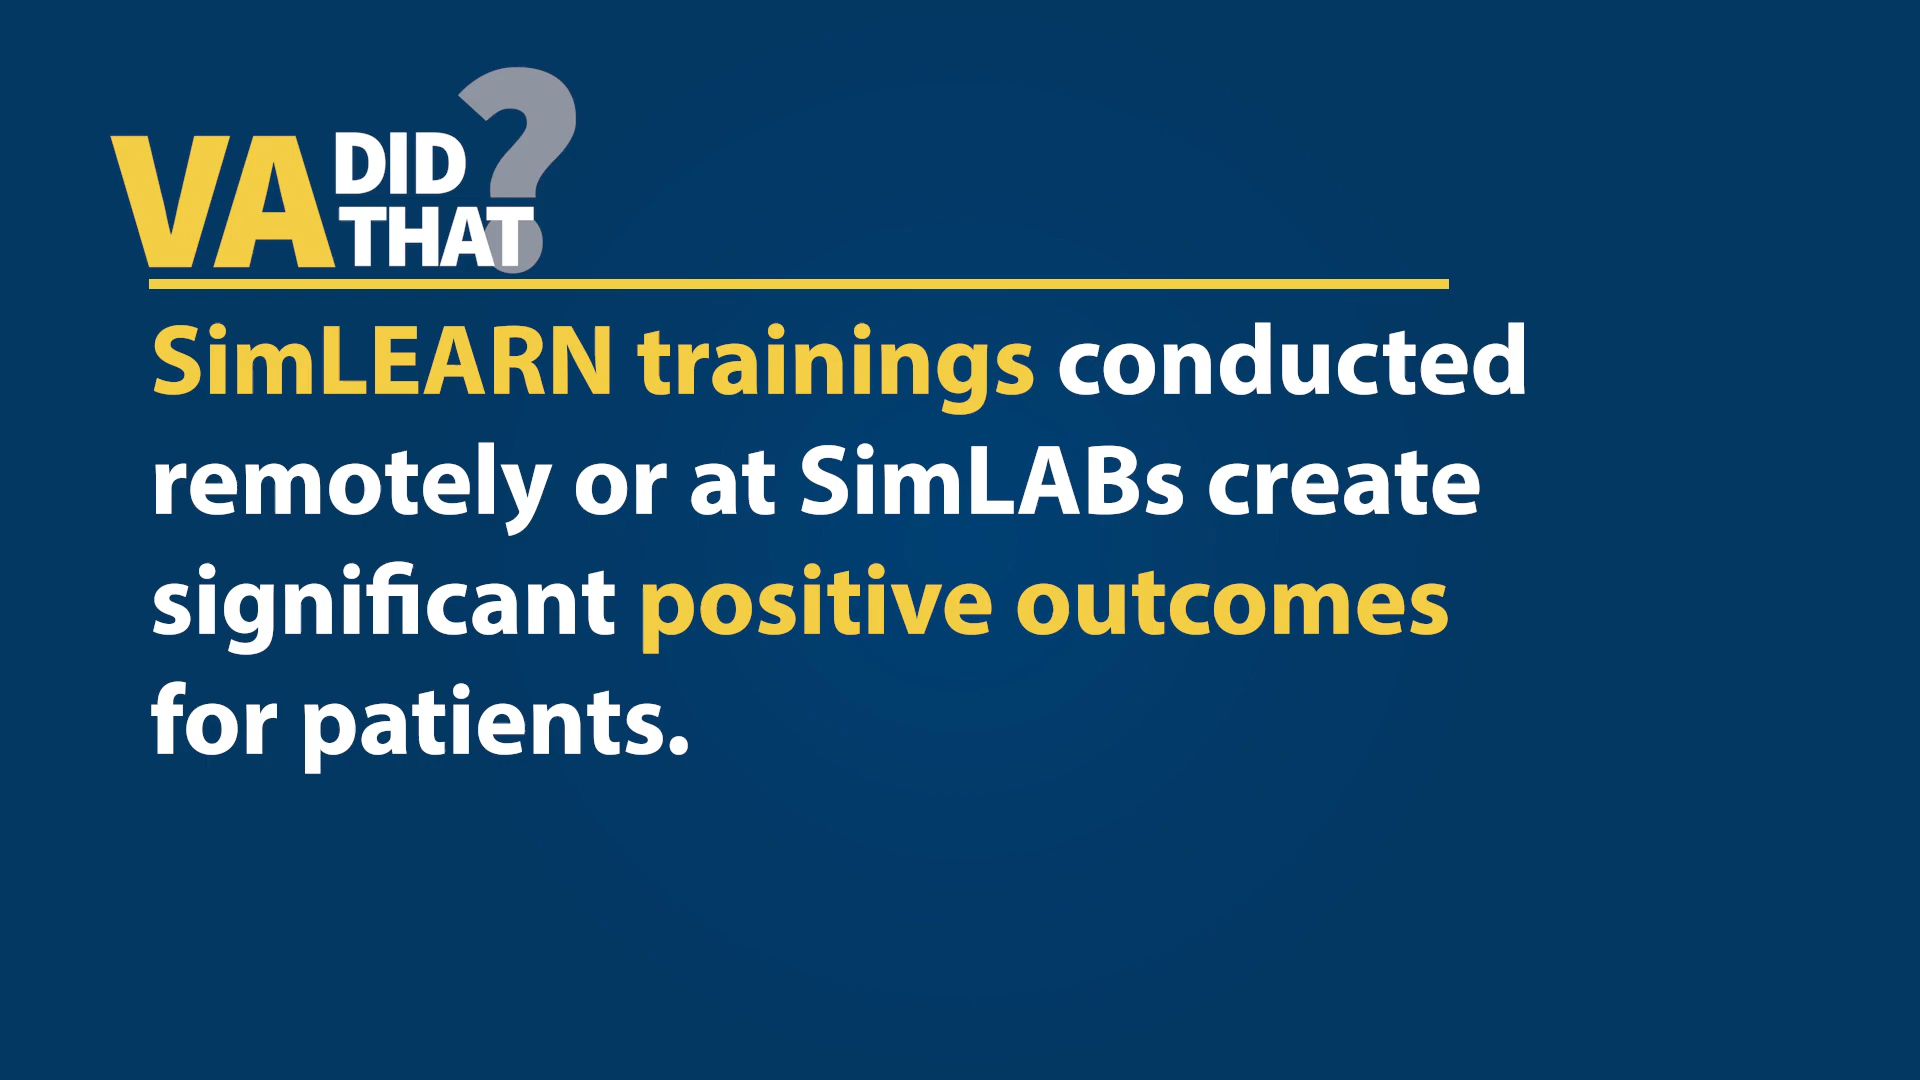 VA DID THAT?
SimLEARN trainings conducted
remotely or at SimLABs create
significant positive outcomes
for patients.